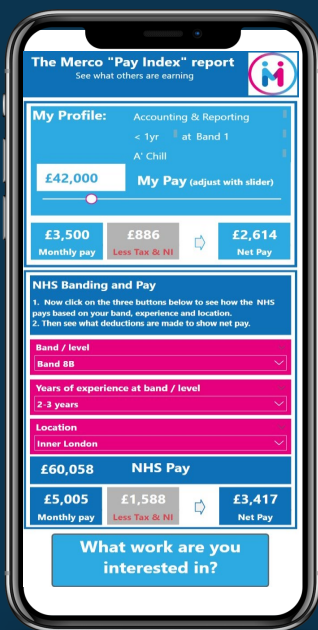 The Merco "Pay Index" report
See what others are earning
My Profile:
Accounting & Reporting
< 1yr at Band 1
A' Chill
£42,000
My Pay (adjust with slider)
£3,500
Monthly pay
£886
Less Tax & NI
£2,614
Net Pay
NHS Banding and Pay
1. Now click on the three buttons below to see how the NHS
pays based on your band, experience and location.
2. Then see what deductions are made to show net pay.
Band / level
Band 8B
Years of experience at band / level
2-3 years
Location
Inner London
£60,058
NHS Pay
£5,005
Monthly pay
£1,588
Less Tax & NI
£3,417
Net Pay
What work are you
interested in?